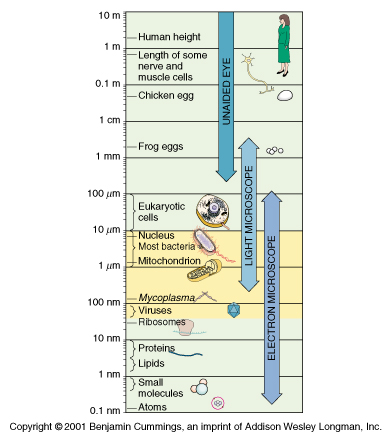 10 m
Human height
1 m
Length of some
nerve and
muscle cells
0.1 m
Chicken egg
1 cm
Frog eggs
1 mm
100 µm
Eukaryotic
cells
10 µm
Nucleus
Most bacteria
Mitochondrion
1 µm
Mycoplasma
100 nm
Viruses
Ribosomes
10 nm
Proteins
Lipids
1 nm
Small
molecules
0.1 nm
Atoms
UNAIDED EYE
LIGHT MICROSCOPE
ELECTRON MICROSCOPE
Copyright © 2001 Benjamin Cummings, an imprint of Addison Wesley Longman, Inc.